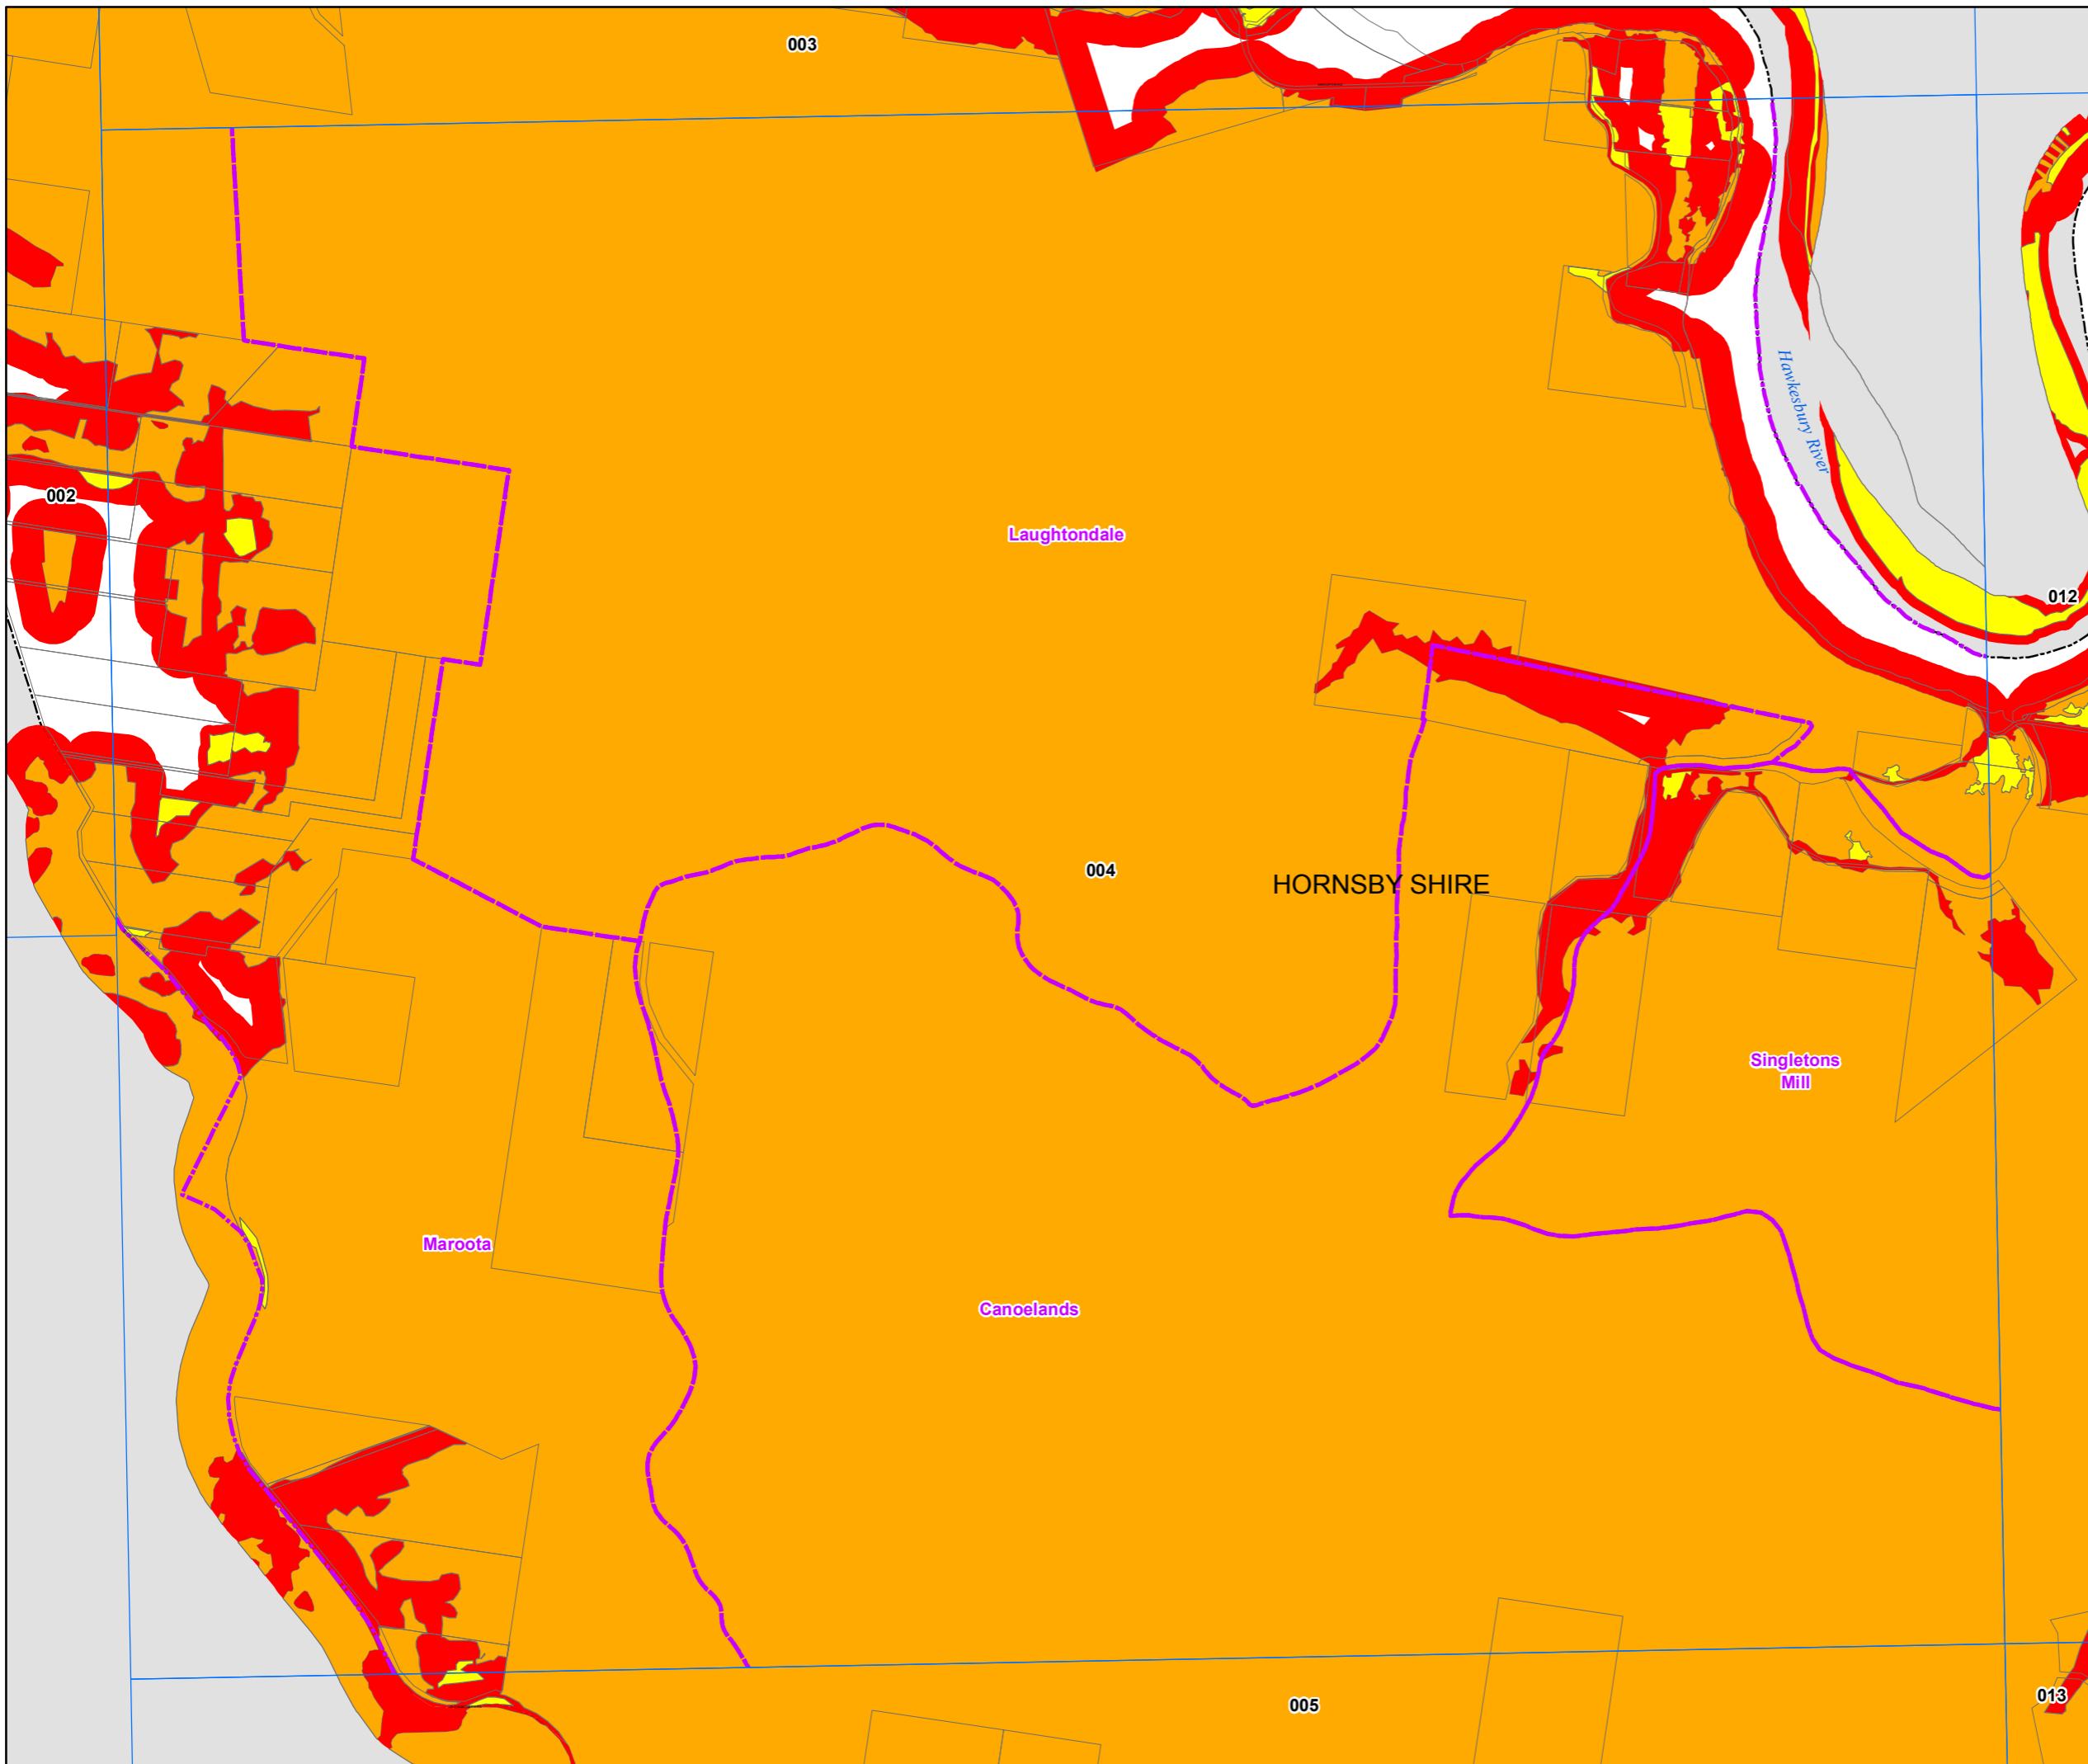 003
Hawkesbury River
002
Laughtondale
012
004
HORNSBY SHIRE
Singletons
Mill
Maroota
Canoelands
005
013